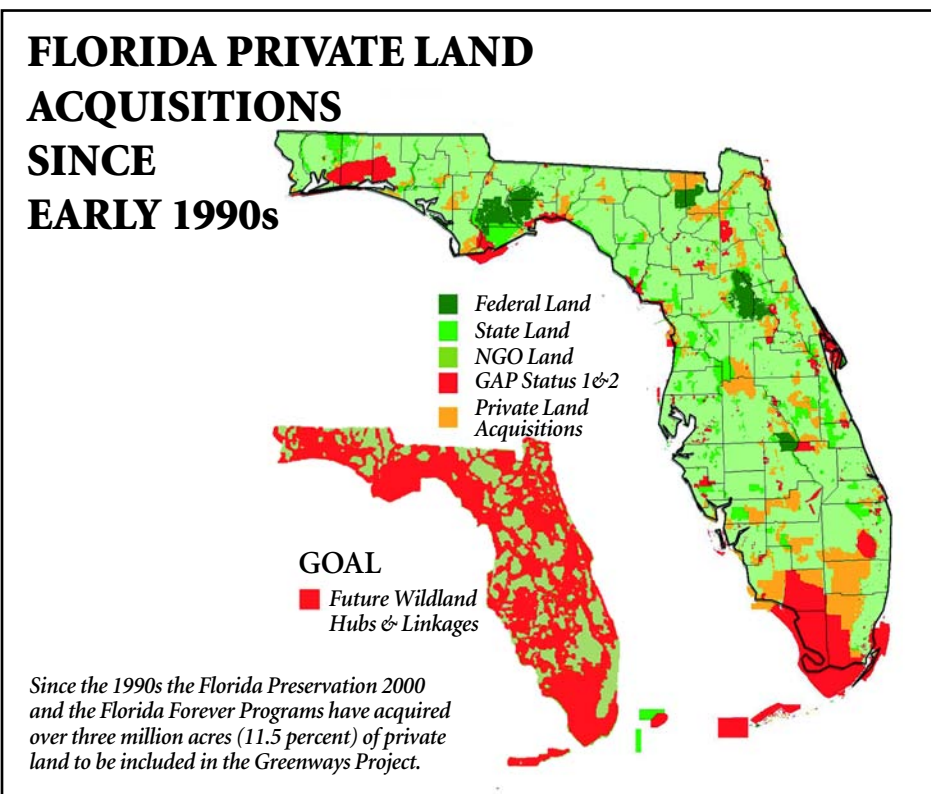 FLORIDA PRIVATE LAND
ACQUISITIONS
SINCE
EARLY 1990s
Federal Land
State Land
NGO Land
GAP Status 1&2
Private Land
Acquisitions
GOAL
Future Wildland
Hubs & Linkages
Since the 1990s the Florida Preservation 2000
and the Florida Forever Programs have acquired
over three million acres (11.5 percent) of private
land to be included in the Greenways Project.